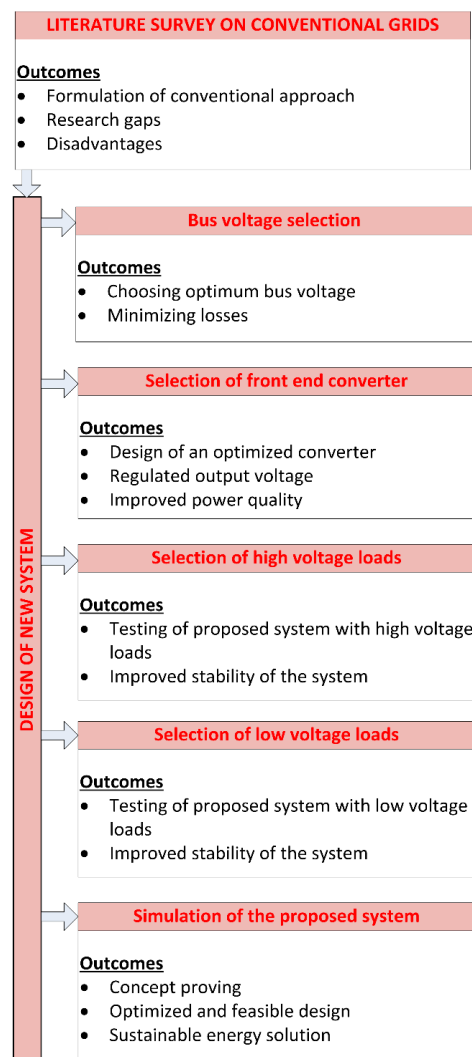 LITERATURE SURVEY ON CONVENTIONAL GRIDS
Outcomes
• Formulation of conventional approach
• Research gaps
• Disadvantages
DESIGN OF NEW SYSTEM
Bus voltage selection
Outcomes
• Choosing optimum bus voltage
• Minimizing losses
Selection of front end converter
Outcomes
• Design of an optimized converter
• Regulated output voltage
• Improved power quality
Selection of high voltage loads
Outcomes
• Testing of proposed system with high voltage
loads
• Improved stability of the system
Selection of low voltage loads
Outcomes
• Testing of proposed system with low voltage
loads
• Improved stability of the system
Simulation of the proposed system
Outcomes
• Concept proving
• Optimized and feasible design
• Sustainable energy solution